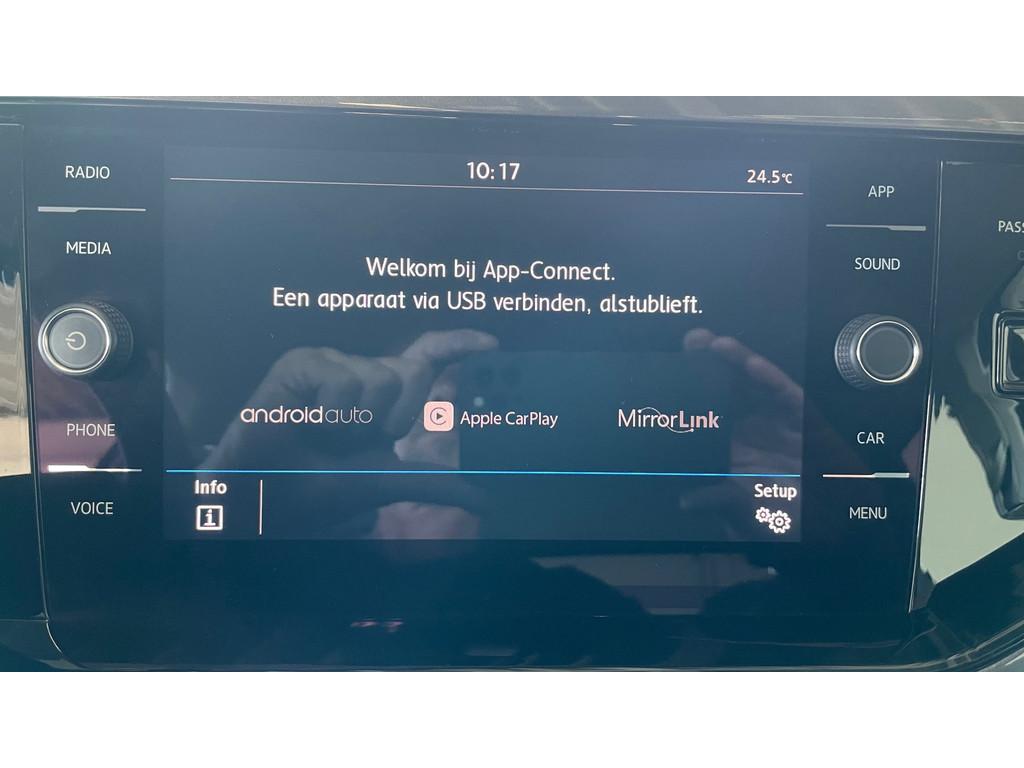 RADIO
MEDIA
PHONE
VOICE
10:17
24.5°C
Welkom bij App-Connect.
Een apparaat via USB verbinden, alstublieft.
androidauto
Apple CarPlay
MirrorLink
Info
i
Setup
APP
SOUND
CAR
MENU